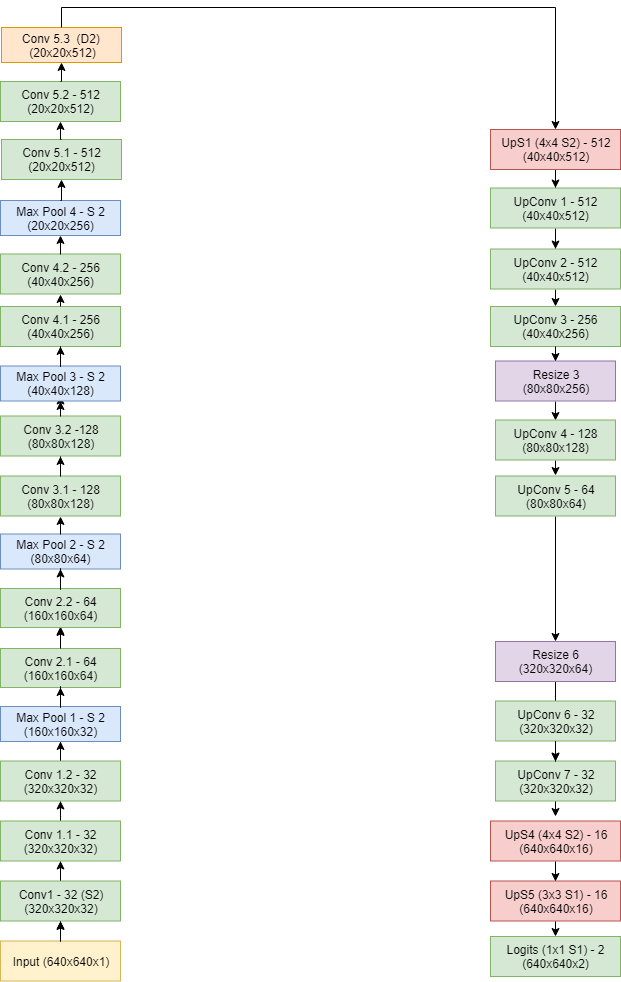 Conv 5.3  (D2)
(20x20x512)
Conv 5.2 - 512
(20x20x512)
Conv 5.1 - 512
(20x20x512)
Max Pool 4 - S 2
(20x20x256)
Conv 4.2 - 256
(40x40x256)
Conv 4.1 - 256
(40x40x256)
Max Pool 3 - S 2
(40x40x128)
Conv 3.2 -128
(80x80x128)
Conv 3.1 - 128
(80x80x128)
Max Pool 2 - S 2
(80x80x64)
Conv 2.2 - 64
(160x160x64)
Conv 2.1 - 64
(160x160x64)
Max Pool 1 - S 2
(160x160x32)
Conv 1.2 - 32
(320x320x32)
Conv 1.1 - 32
(320x320x32)
Conv1 - 32 (S2)
(320x320x32)
Input (640x640x1)
UpS1 (4x4 S2) - 512
(40x40x512)
UpConv 1 - 512
(40x40x512)
UpConv 2 - 512
(40x40x512)
UpConv 3 - 256
(40x40x256)
Resize 3
(80x80x256)
UpConv 4 - 128
(80x80x128)
UpConv 5 - 64
(80x80x64)
Resize 6
(320x320x64)
UpConv 6 - 32
(320x320x32)
UpConv 7 - 32
(320x320x32)
UpS4 (4x4 S2) - 16
(640x640x16)
UpS5 (3x3 S1) - 16
(640x640x16)
Logits (1x1 S1) - 2
(640x640x2)